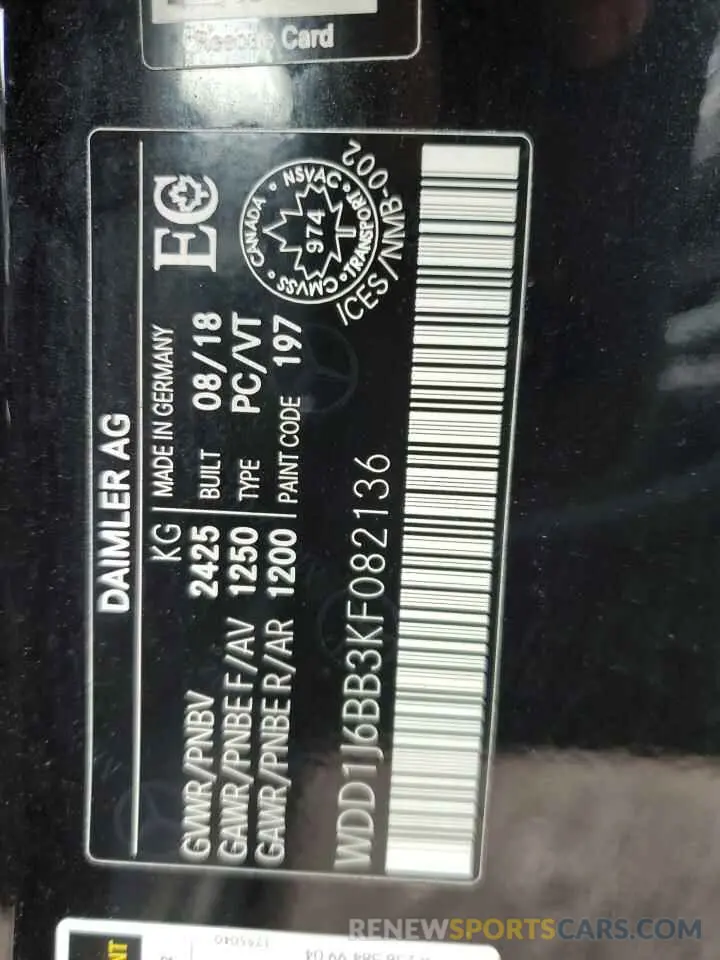 Rescue Card
DAIMLER AG
KG MADE IN GERMANY
GVWR/PNBV 2425 BUILT 08/18
GAWR/PNBE F/AV 1250 TYPE PC/VT
GAWR/PNBE R/AR 1200 PAINT CODE 197
EC
CANADA • NSVAC • TRANSPORT • CMVSS
974
ICES/NMB-002
WDD1J6BB3KF082136
RENEWSPORTSCARS.COM